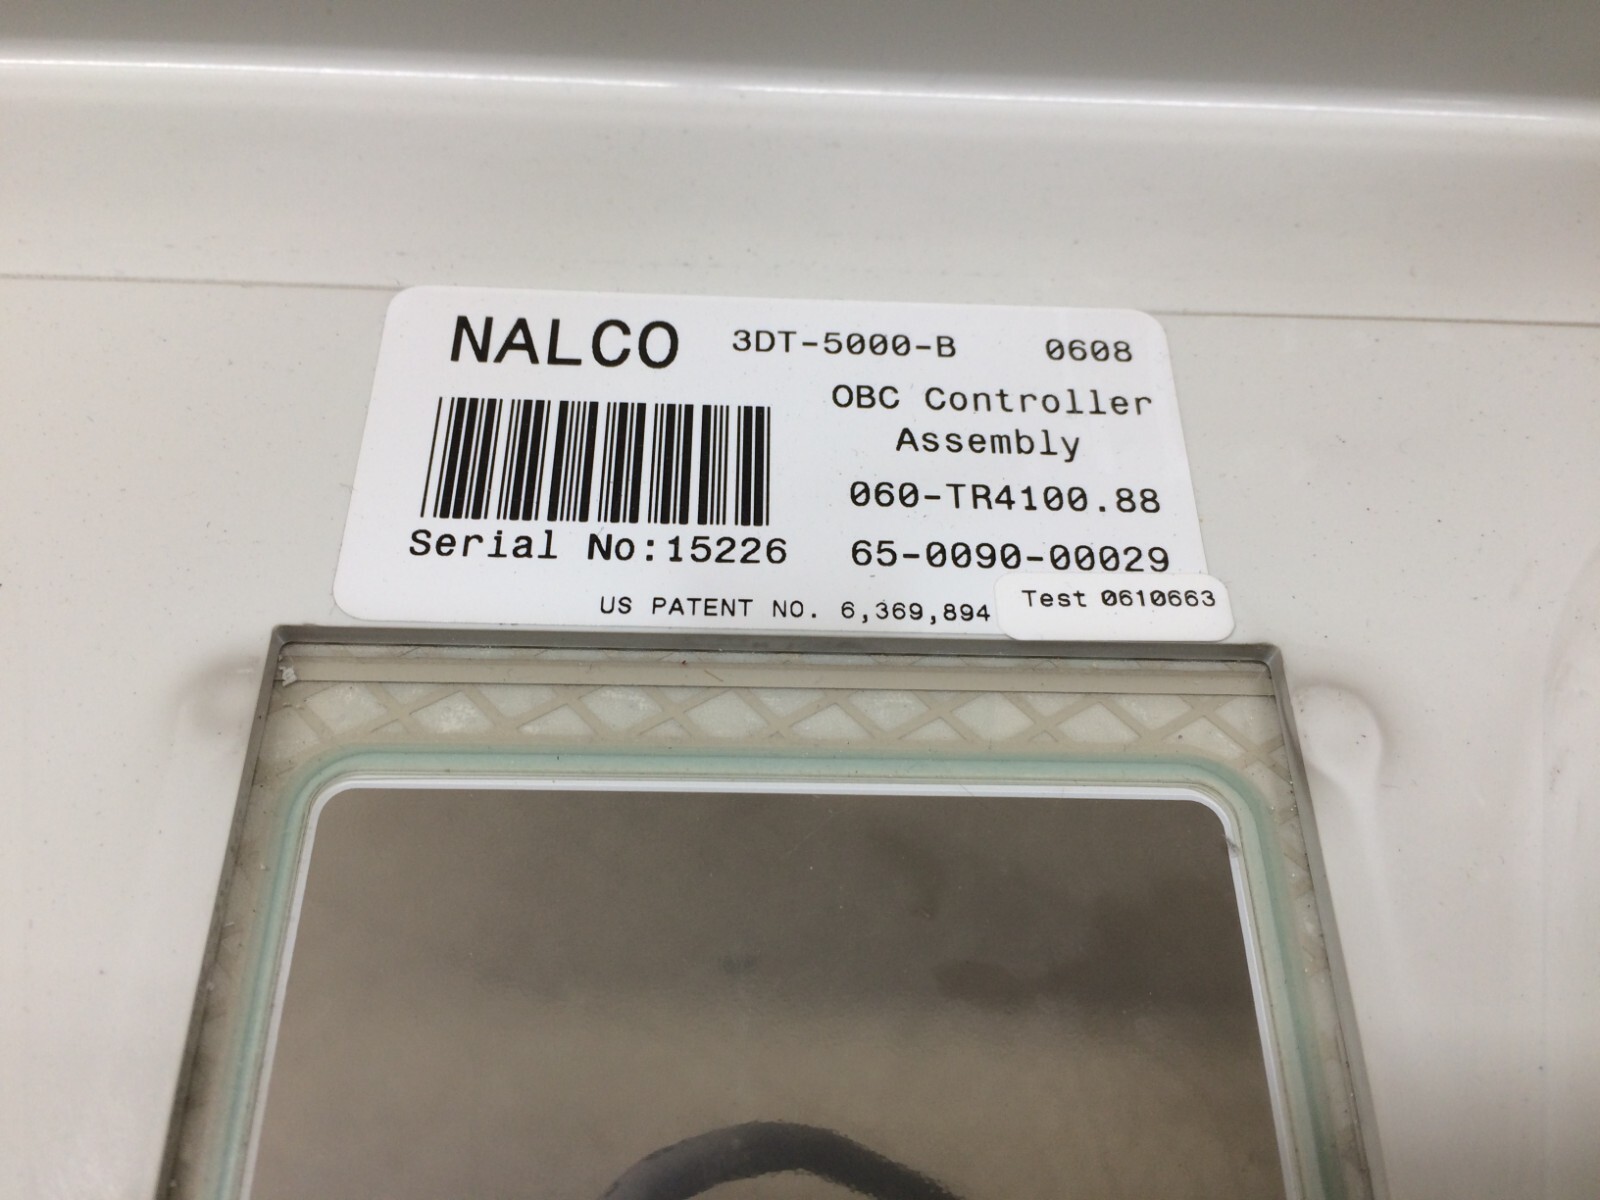 NALCO 3DT-5000-B 0608
OBC Controller
Assembly
060-TR4100.88
Serial No:15226 65-0090-00029
US PATENT NO. 6,369,894 Test 0610663